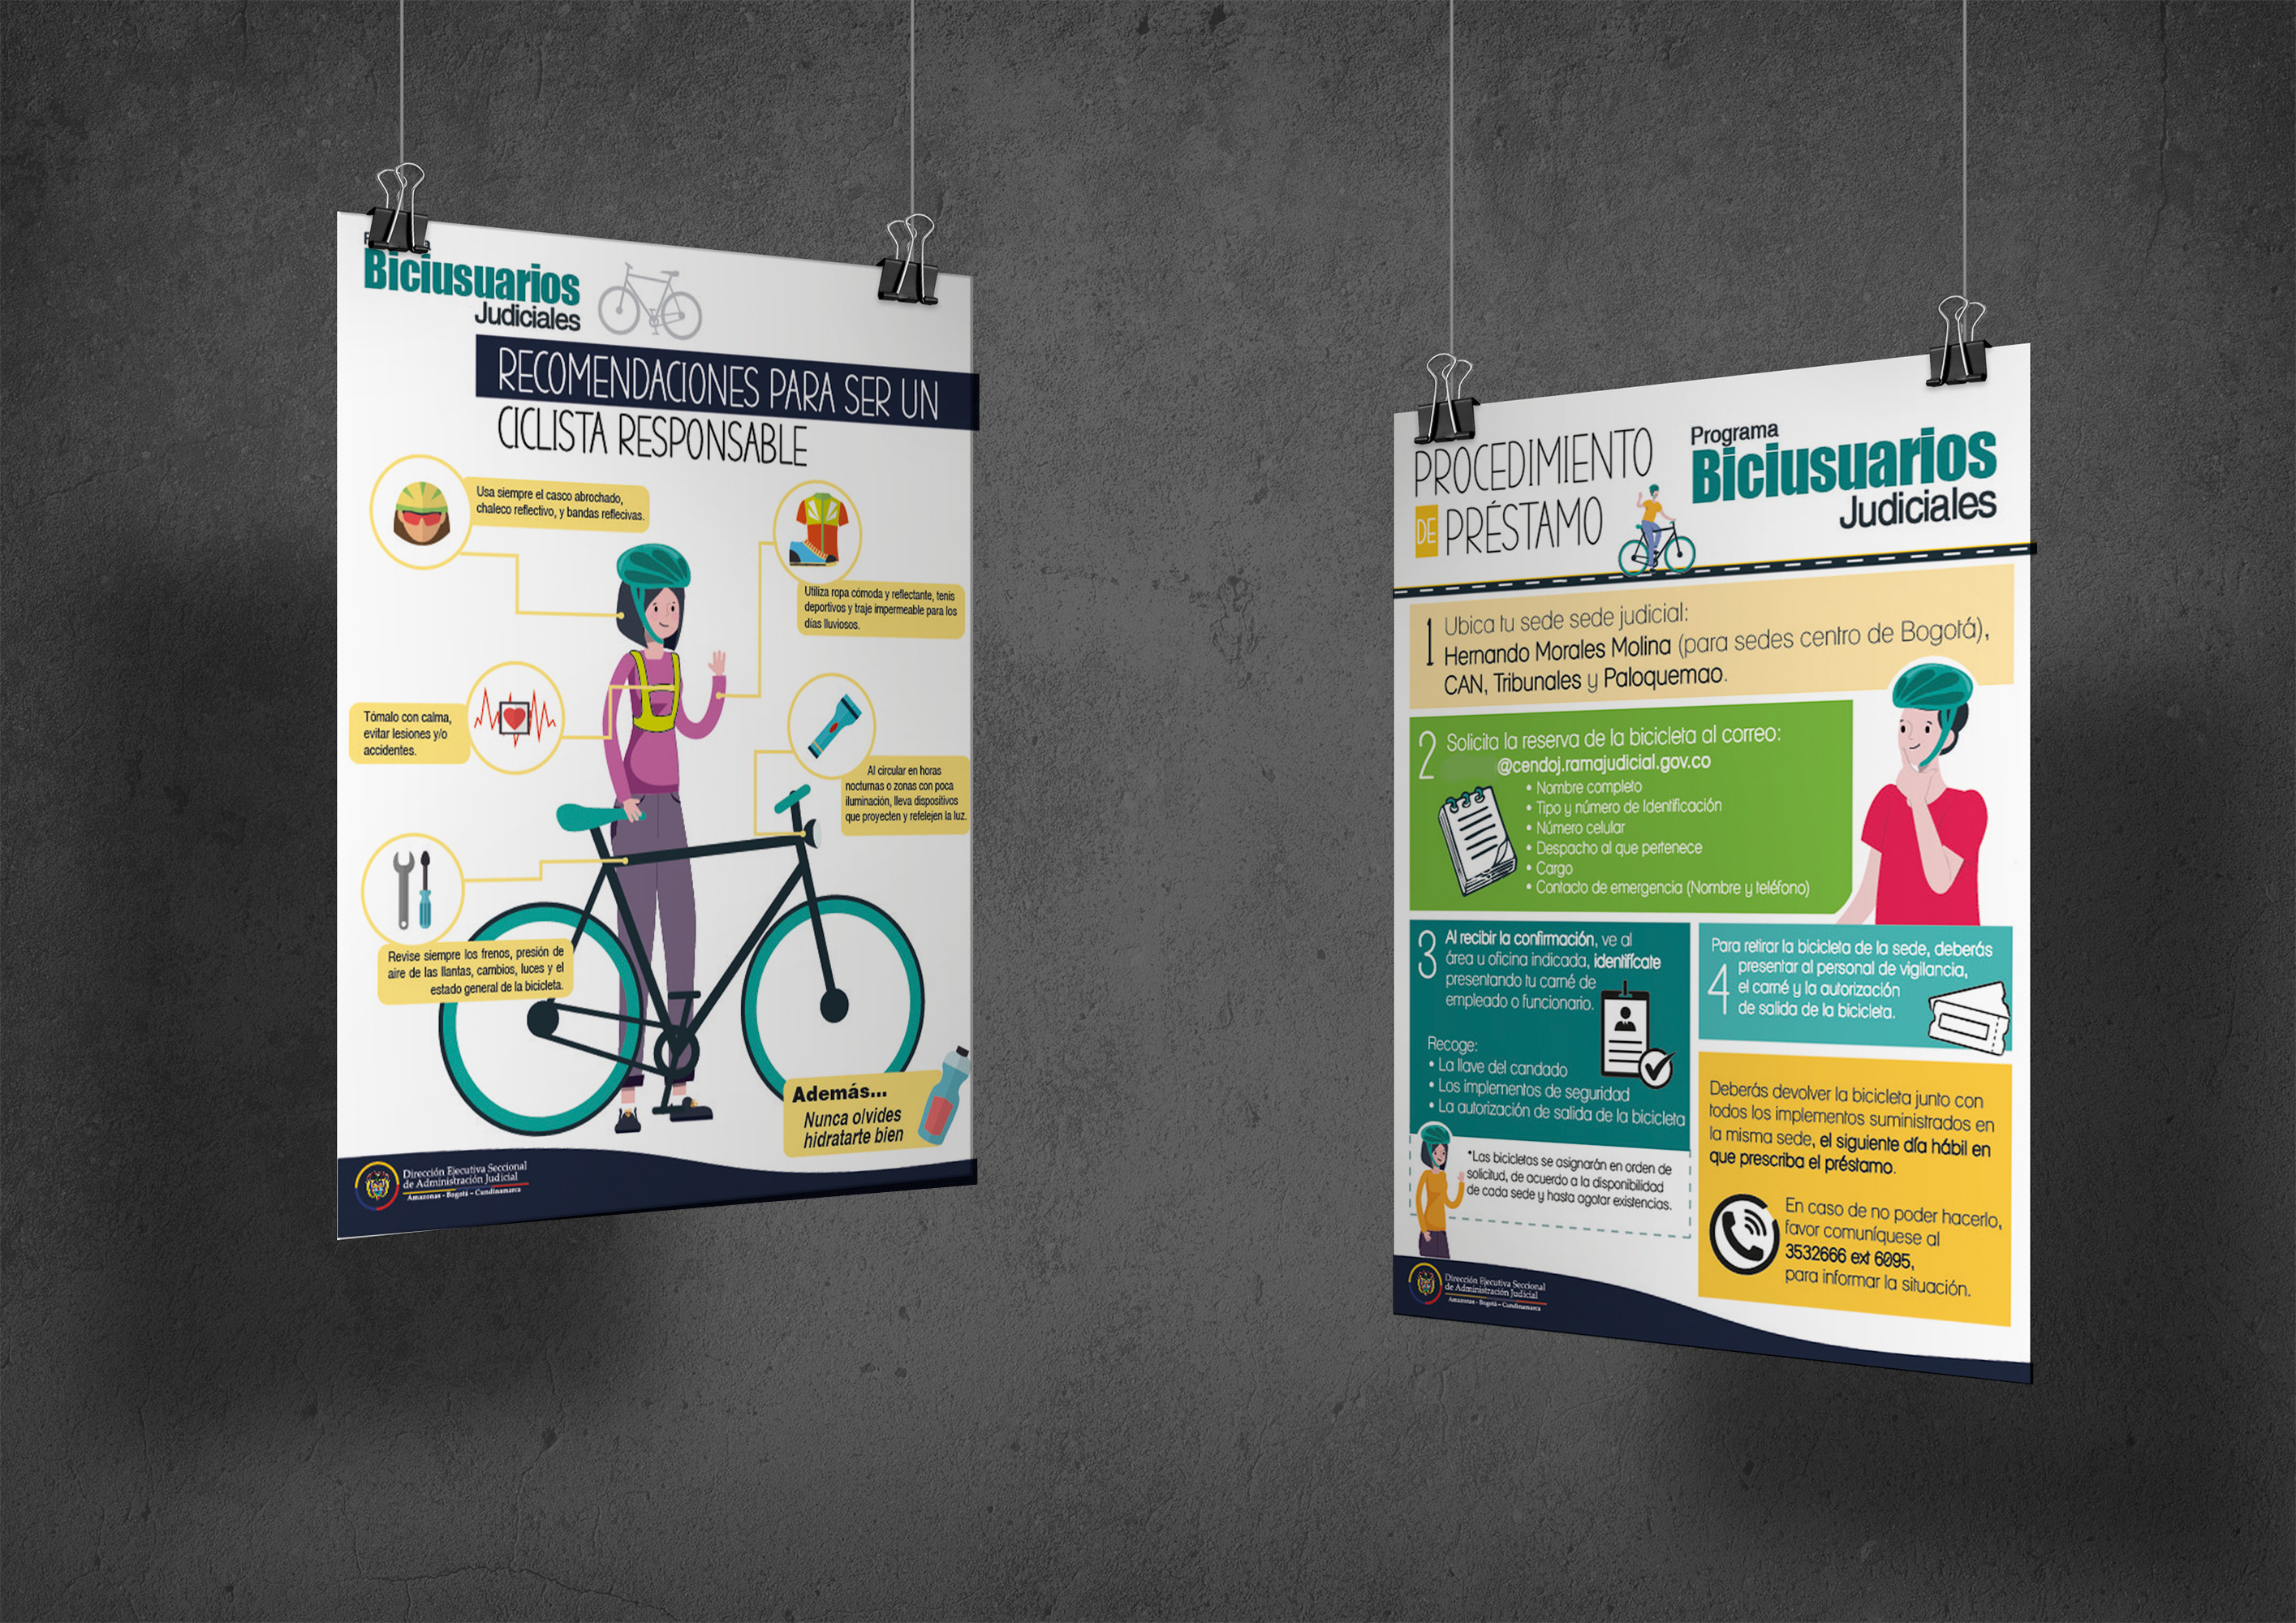 Biciusuarios
Judiciales
RECOMENDACIONES PARA SER UN
CICLISTA RESPONSABLE
Usa siempre el casco abrochado,
chaleco reflectivo, y bandas reflecivas.
Utiliza ropa cómoda y reflectante, tenis
deportivos y traje impermeable para los
días lluviosos.
Tómalo con calma,
evitar lesiones y/o
accidentes.
Al circular en horas
nocturnas o zonas con poca
iluminación, lleva dispositivos
que proyecten y refelejen la luz.
Revise siempre los frenos, presión de
aire de las llantas, cambios, luces y el
estado general de la bicicleta.
Además...
Nunca olvides
hidratarte bien
Dirección Ejecutiva Seccional
de Administración Judicial
Amazonas - Bogotá – Cundinamarca
PROCEDIMIENTO
DE PRÉSTAMO
Programa
Biciusuarios
Judiciales
1 Ubica tu sede sede judicial:
Hernando Morales Molina (para sedes centro de Bogotá),
CAN, Tribunales y Paloquemao.
2 Solicita la reserva de la bicicleta al correo:
@cendoj.ramajudicial.gov.co
• Nombre completo
• Tipo y número de Identificación
• Número celular
• Despacho al que pertenece
• Cargo
• Contacto de emergencia (Nombre y teléfono)
3 Al recibir la confirmación, ve al
área u oficina indicada, identifícate
presentando tu carné de
empleado o funcionario.
Recoge:
• La llave del candado
• Los implementos de seguridad
• La autorización de salida de la bicicleta
*Las bicicletas se asignarán en orden de
solicitud, de acuerdo a la disponibilidad
de cada sede y hasta agotar existencias.
4 Para retirar la bicicleta de la sede, deberás
presentar al personal de vigilancia,
el carné y la autorización
de salida de la bicicleta.
Deberás devolver la bicicleta junto con
todos los implementos suministrados en
la misma sede, el siguiente día hábil en
que prescriba el préstamo.
En caso de no poder hacerlo,
favor comuníquese al
3532666 ext 6095,
para informar la situación.
Dirección Ejecutiva Seccional
de Administración Judicial
Amazonas - Bogotá – Cundinamarca